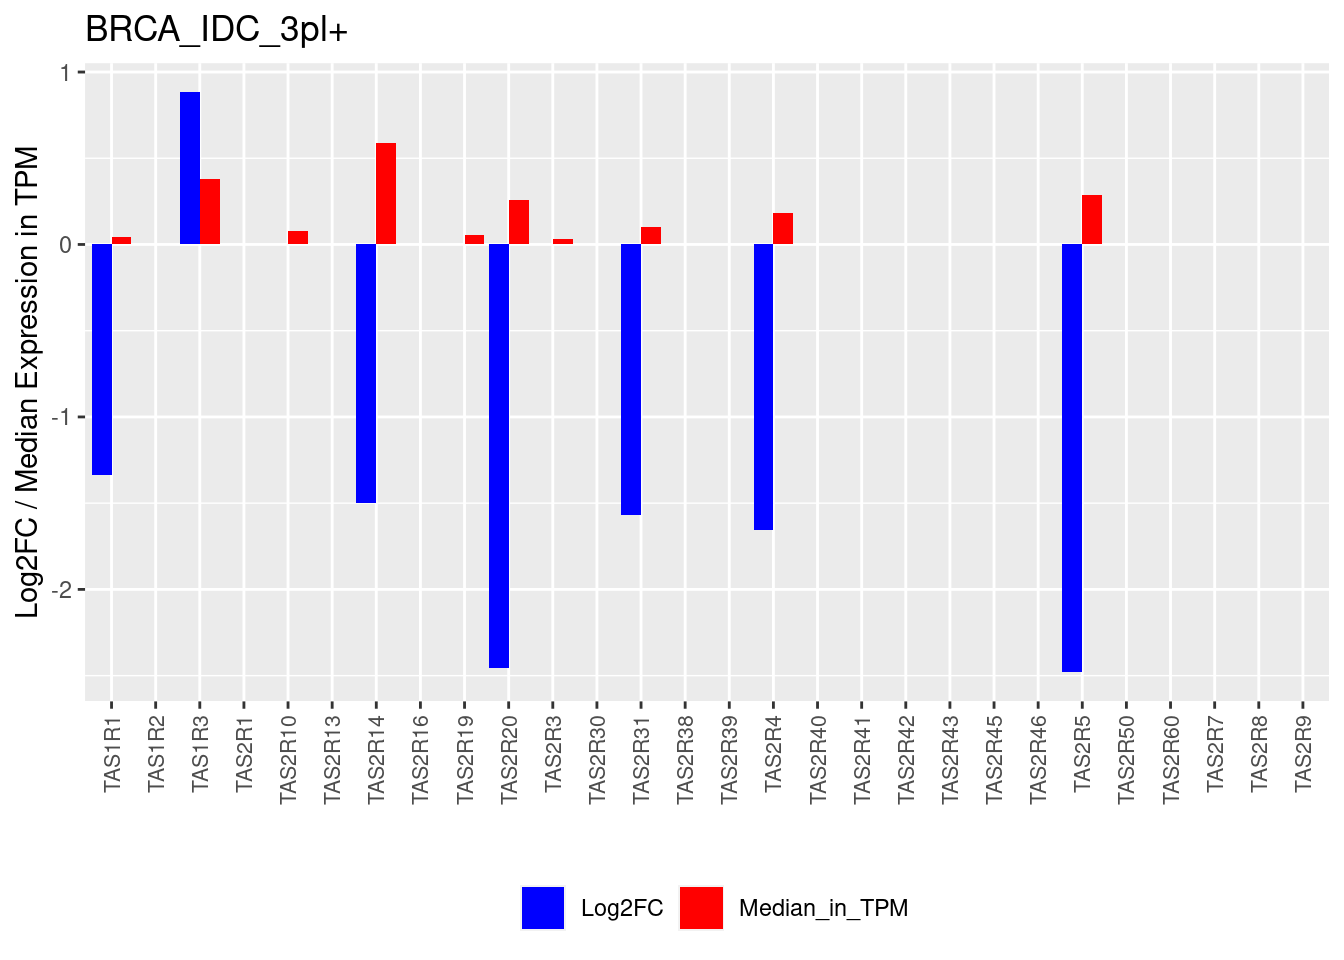 BRCA_IDC_3pl+
Log2FC / Median Expression in TPM
1
0
-1
-2
TAS1R1
TAS1R2
TAS1R3
TAS2R1
TAS2R10
TAS2R13
TAS2R14
TAS2R16
TAS2R19
TAS2R20
TAS2R3
TAS2R30
TAS2R31
TAS2R38
TAS2R39
TAS2R4
TAS2R40
TAS2R41
TAS2R42
TAS2R43
TAS2R45
TAS2R46
TAS2R5
TAS2R50
TAS2R60
TAS2R7
TAS2R8
TAS2R9
Log2FC
Median_in_TPM